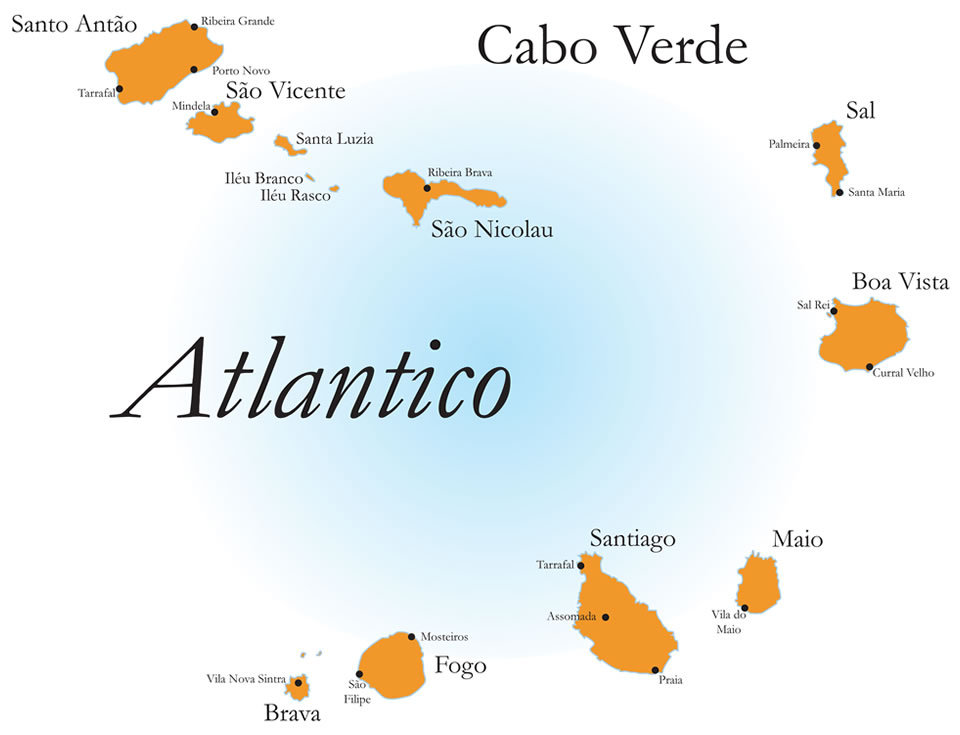 Cabo Verde
Santo Antão
Ribeira Grande
Porto Novo
Tarrafal
São Vicente
Mindela
Santa Luzia
Iléu Branco
Iléu Rasco
Ribeira Brava
São Nicolau
Sal
Palmeira
Santa Maria
Boa Vista
Sal Rei
Curral Velho
Atlantico
Santiago
Tarrafal
Assomada
Praia
Maio
Vila do
Maio
Mosteiros
Fogo
São
Filipe
Vila Nova Sintra
Brava